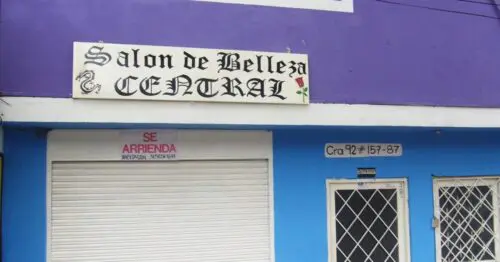 Salon de Belleza
CENTRAL
SE
ARRIENDA
Cra 92 # 157-87